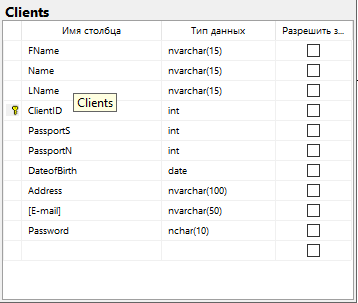 Clients
Имя столбца Тип данных Разрешить з...
FName nvarchar(15)
Name nvarchar(15)
LName nvarchar(15)
Clients
ClientID int
PassportS int
PassportN int
DateofBirth date
Address nvarchar(100)
[E-mail] nvarchar(50)
Password nchar(10)